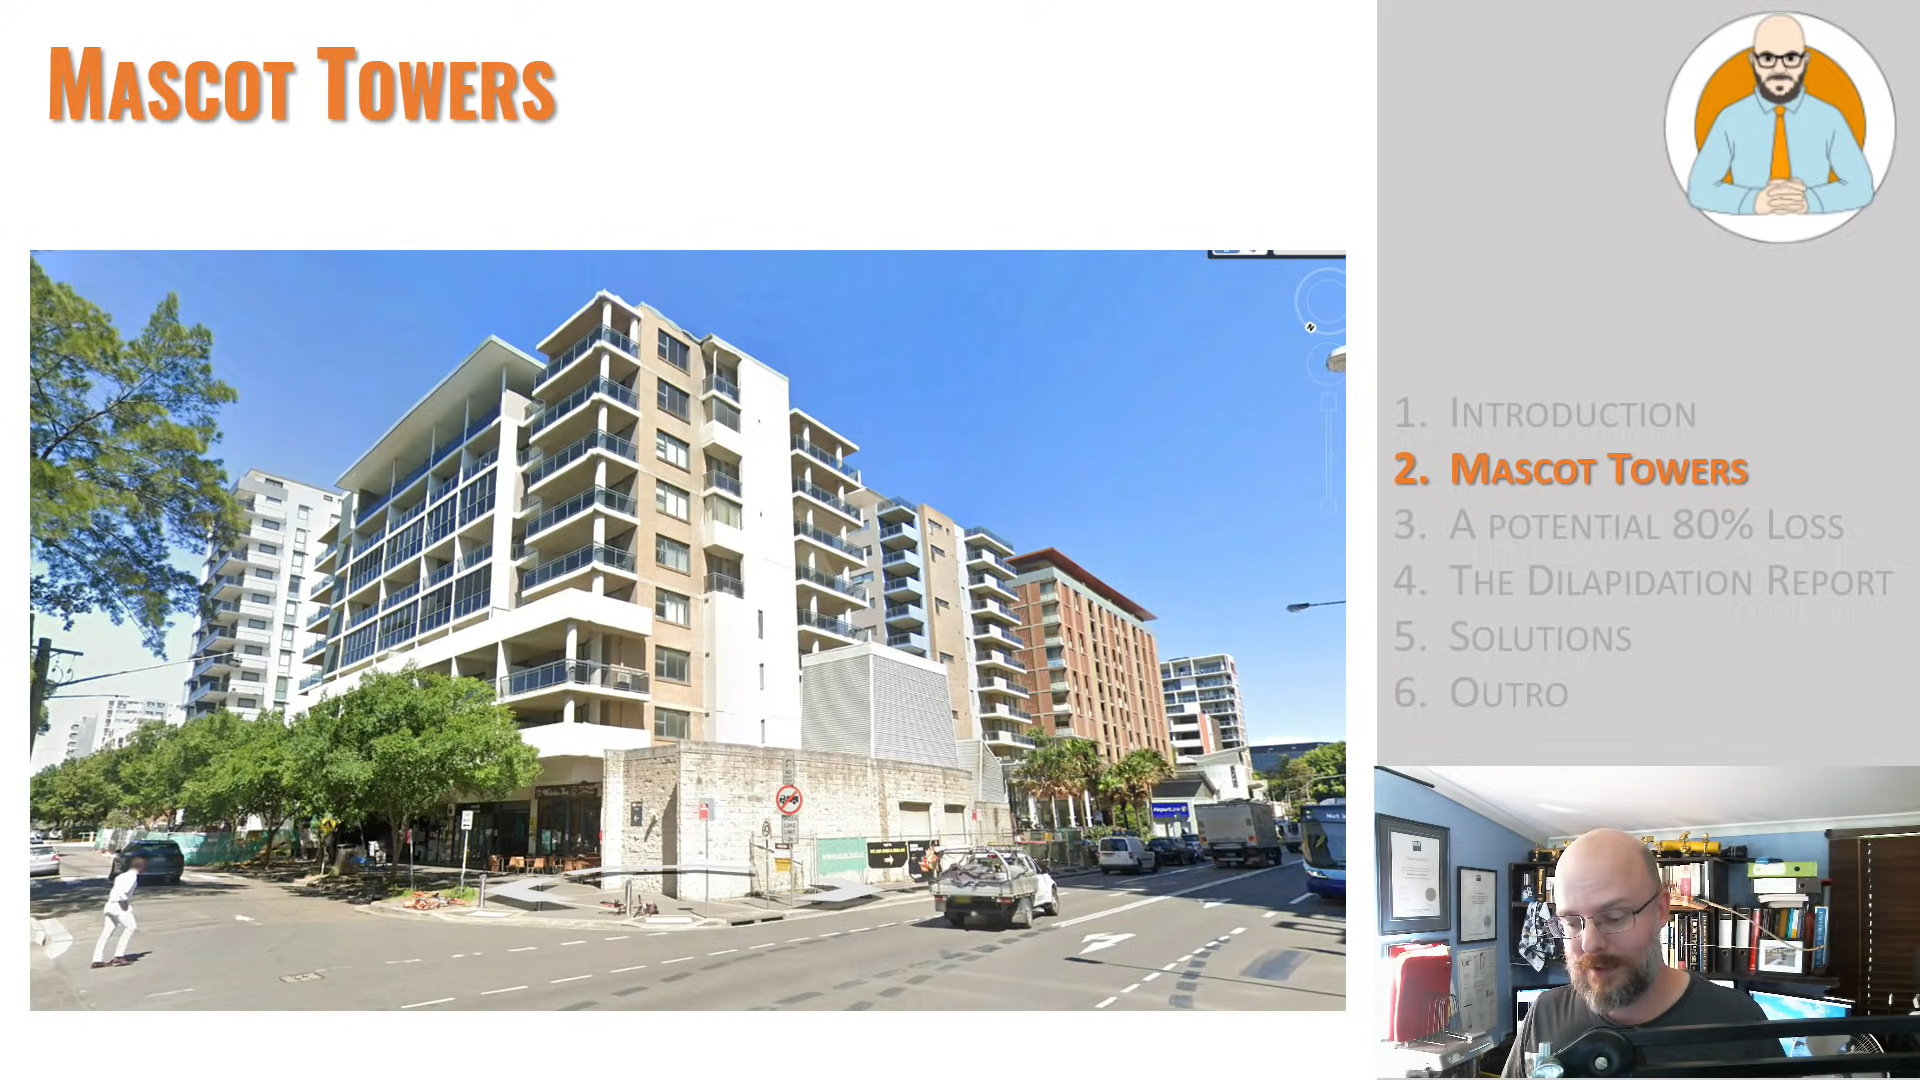 Mascot Towers
N
AirportLink
1. Introduction
2. Mascot Towers
3. A potential 80% Loss
4. The Dilapidation Report
5. Solutions
6. Outro